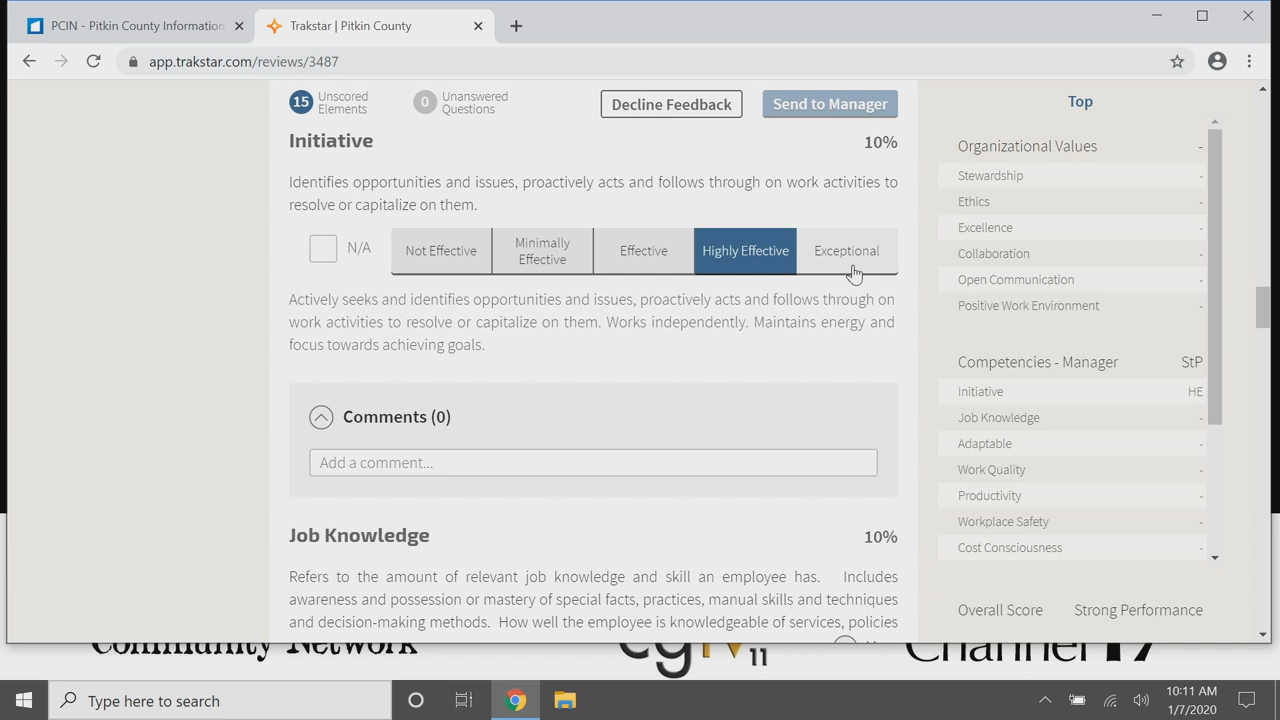 PCIN - Pitkin County Information
Trakstar | Pitkin County
app.trakstar.com/reviews/3487
15 Unscored Elements
0 Unanswered Questions
Decline Feedback
Send to Manager
Initiative 10%
Identifies opportunities and issues, proactively acts and follows through on work activities to
resolve or capitalize on them.
N/A
Not Effective
Minimally Effective
Effective
Highly Effective
Exceptional
Actively seeks and identifies opportunities and issues, proactively acts and follows through on
work activities to resolve or capitalize on them. Works independently. Maintains energy and
focus towards achieving goals.
Comments (0)
Add a comment...
Job Knowledge 10%
Refers to the amount of relevant job knowledge and skill an employee has. Includes
awareness and possession or mastery of special facts, practices, manual skills and techniques
and decision-making methods. How well the employee is knowledgeable of services, policies
Top
Organizational Values -
Stewardship -
Ethics -
Excellence -
Collaboration -
Open Communication -
Positive Work Environment -
Competencies - Manager StP
Initiative HE
Job Knowledge -
Adaptable -
Work Quality -
Productivity -
Workplace Safety -
Cost Consciousness -
Overall Score Strong Performance
Community Network
cgtv 11
Channel 17
Type here to search
10:11 AM
1/7/2020